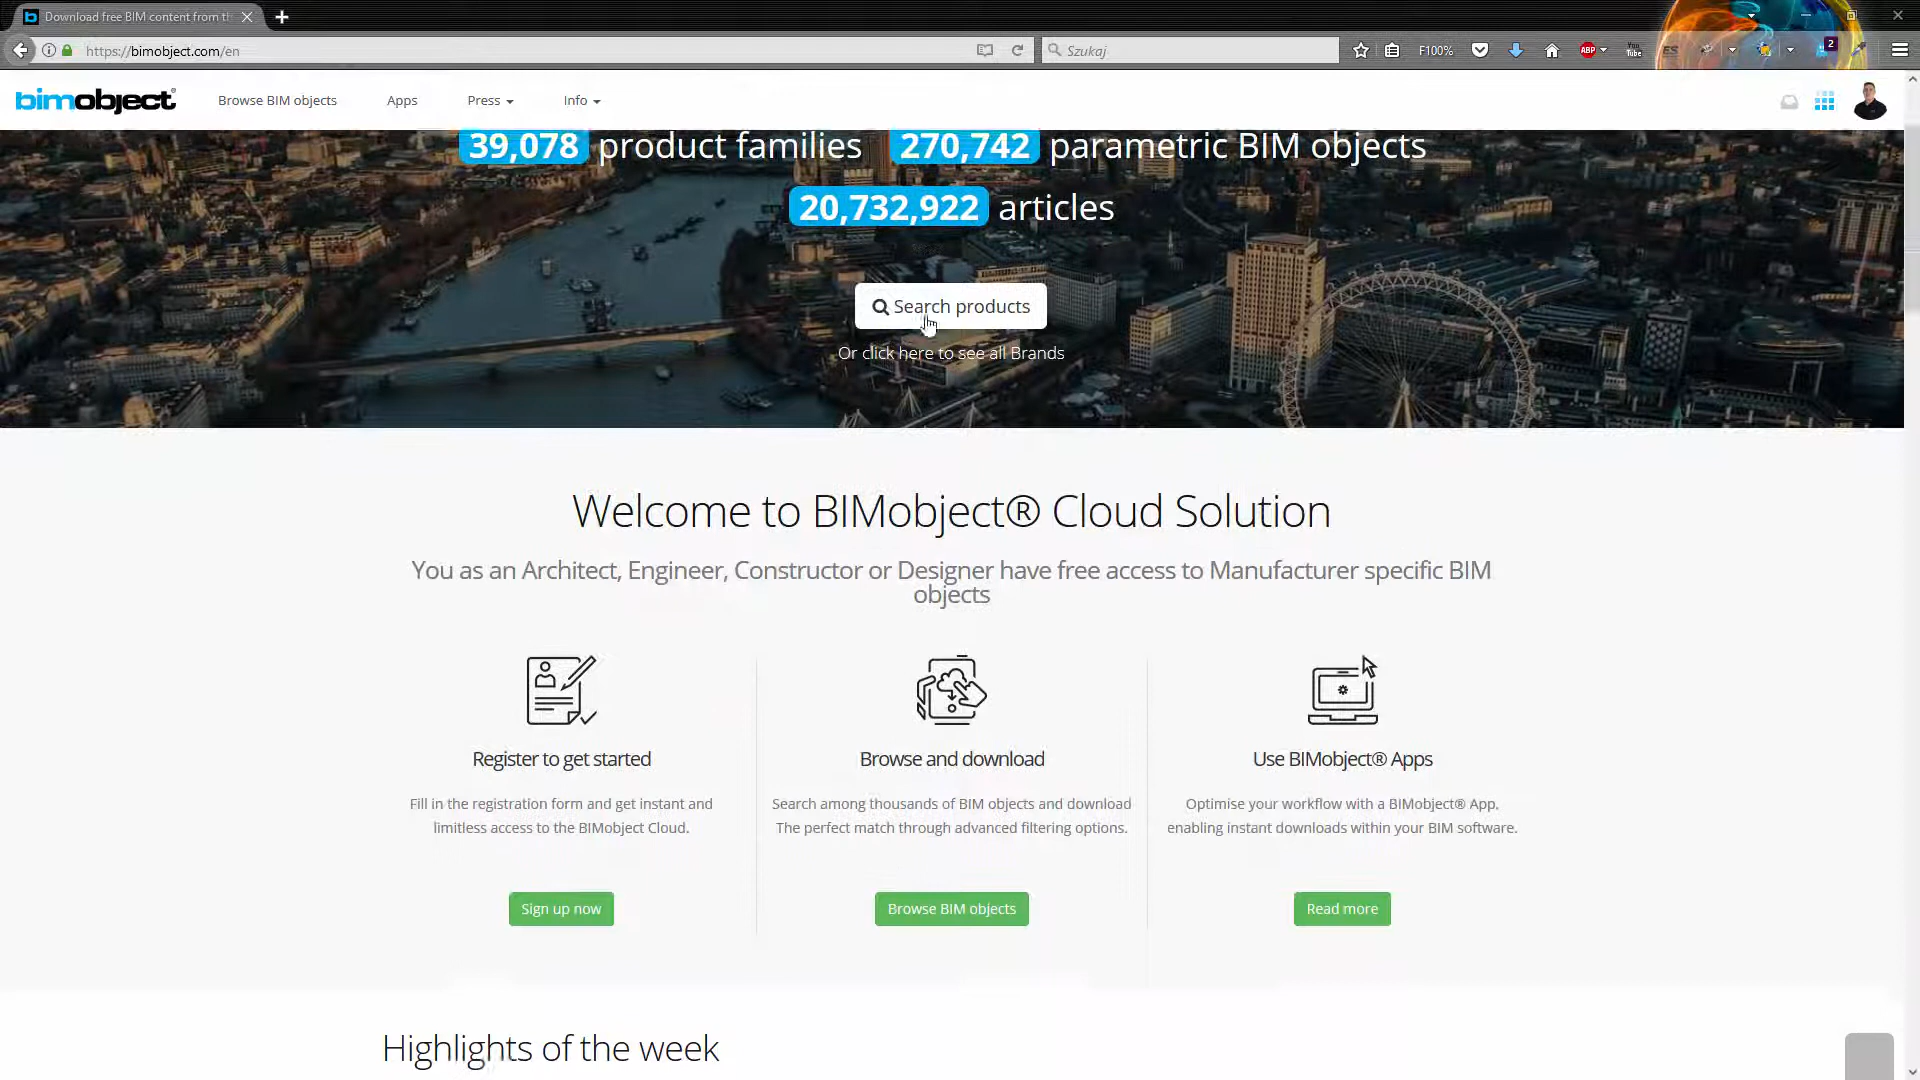 Download free BIM content from th
https://bimobject.com/en
Szukaj
F100%
ABP
You Tube
ES
2
bimobject®
Browse BIM objects
Apps
Press
Info
39,078 product families 270,742 parametric BIM objects
20,732,922 articles
Search products
Or click here to see all Brands
Welcome to BIMobject® Cloud Solution
You as an Architect, Engineer, Constructor or Designer have free access to Manufacturer specific BIM
objects
Register to get started
Fill in the registration form and get instant and
limitless access to the BIMobject Cloud.
Sign up now
Browse and download
Search among thousands of BIM objects and download
The perfect match through advanced filtering options.
Browse BIM objects
Use BIMobject® Apps
Optimise your workflow with a BIMobject® App,
enabling instant downloads within your BIM software.
Read more
Highlights of the week